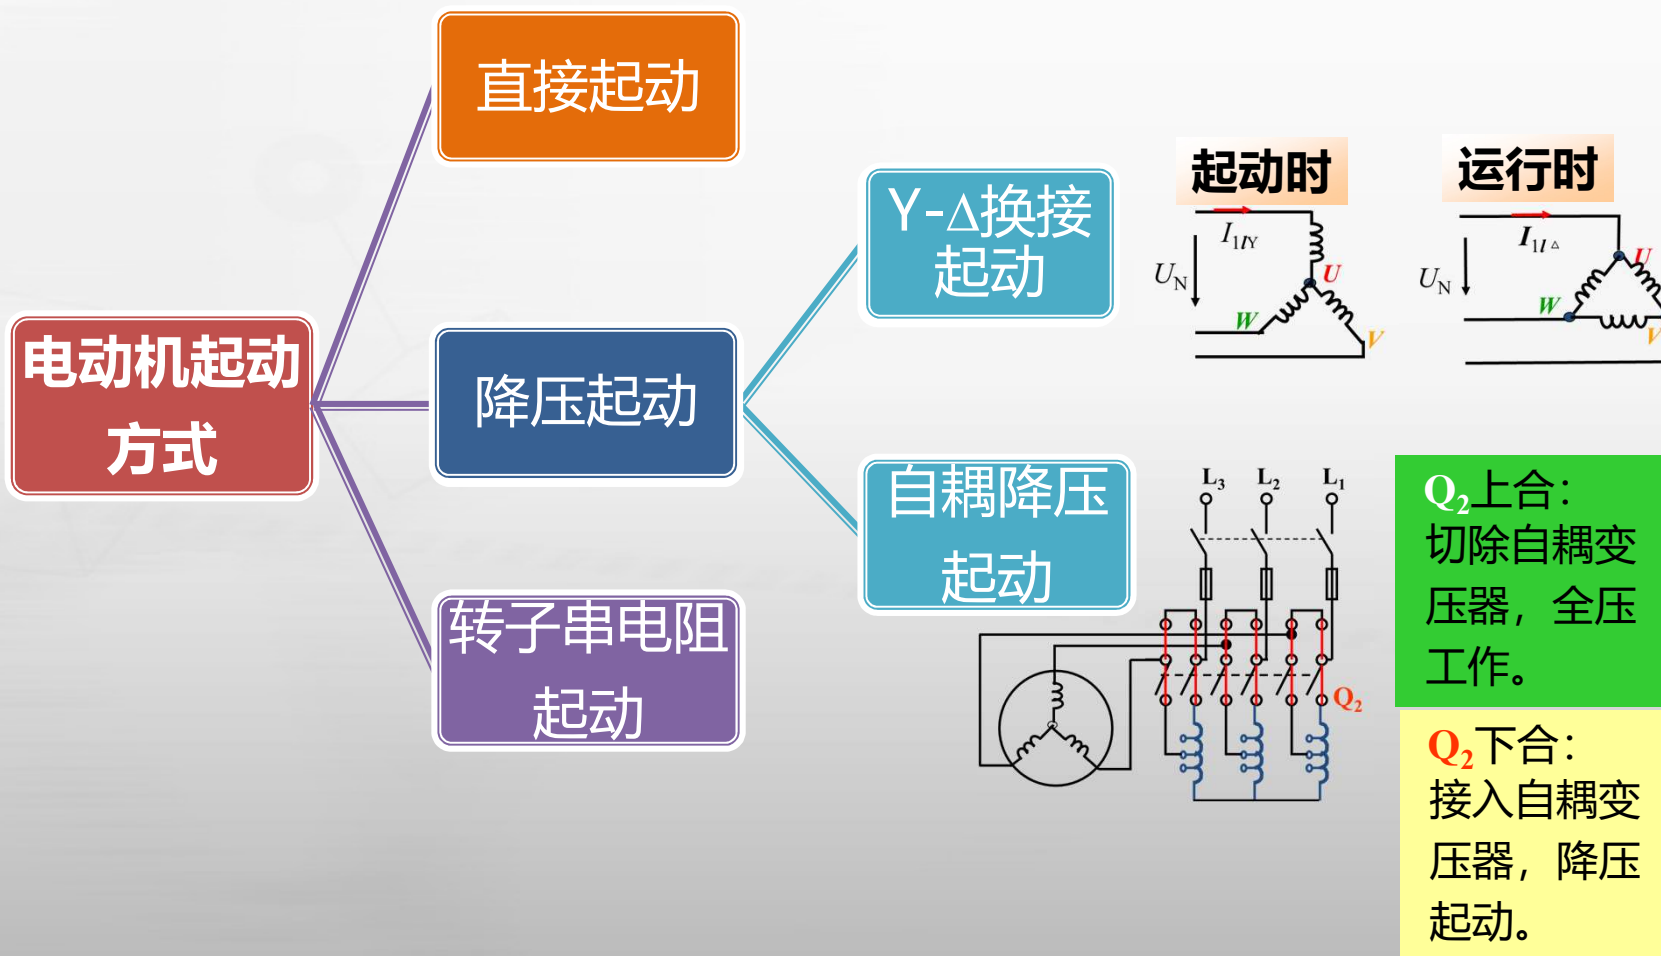 直接起动
Y-Δ换接
起动
电动机起动
方式
降压起动
自耦降压
起动
转子串电阻
起动
起动时
I1lY
UN
U
W
V
运行时
I1l△
UN
U
W
V
L3 L2 L1
Q2
Q2上合：
切除自耦变
压器，全压
工作。
Q2下合：
接入自耦变
压器，降压
起动。